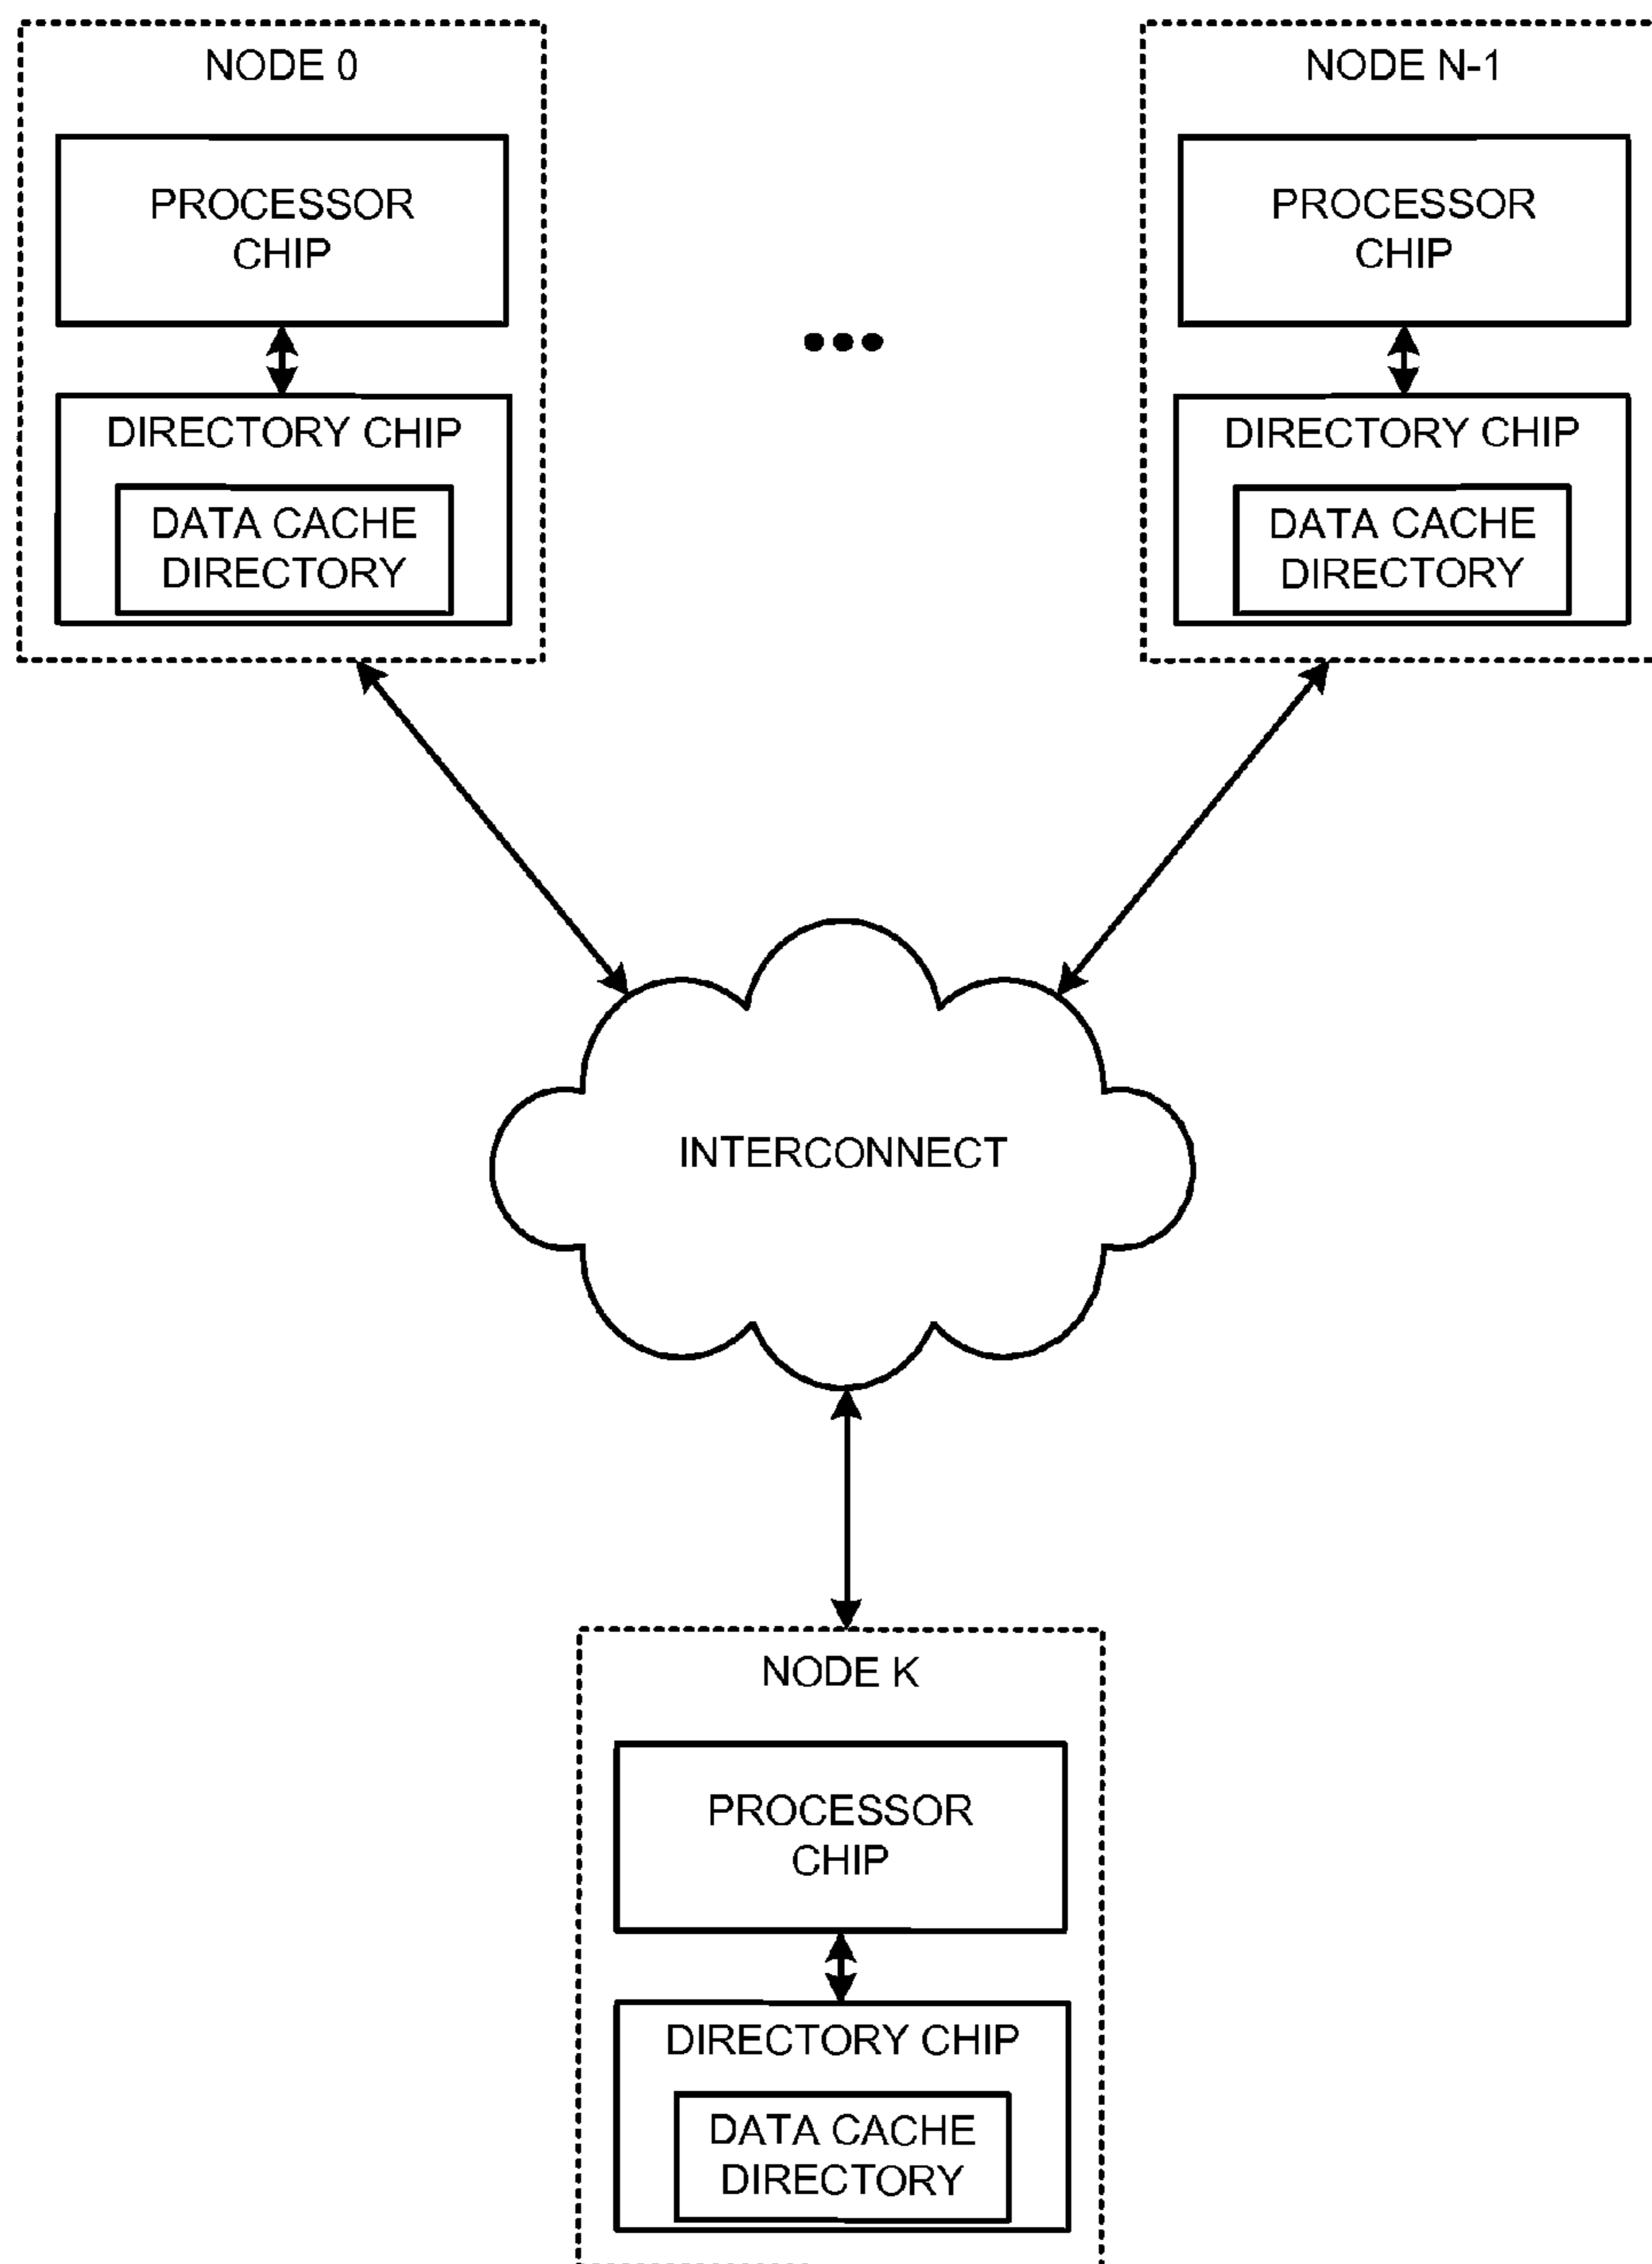 NODE 0
PROCESSOR
CHIP
DIRECTORY CHIP
DATA CACHE
DIRECTORY
NODE N-1
PROCESSOR
CHIP
DIRECTORY CHIP
DATA CACHE
DIRECTORY
INTERCONNECT
NODE K
PROCESSOR
CHIP
DIRECTORY CHIP
DATA CACHE
DIRECTORY